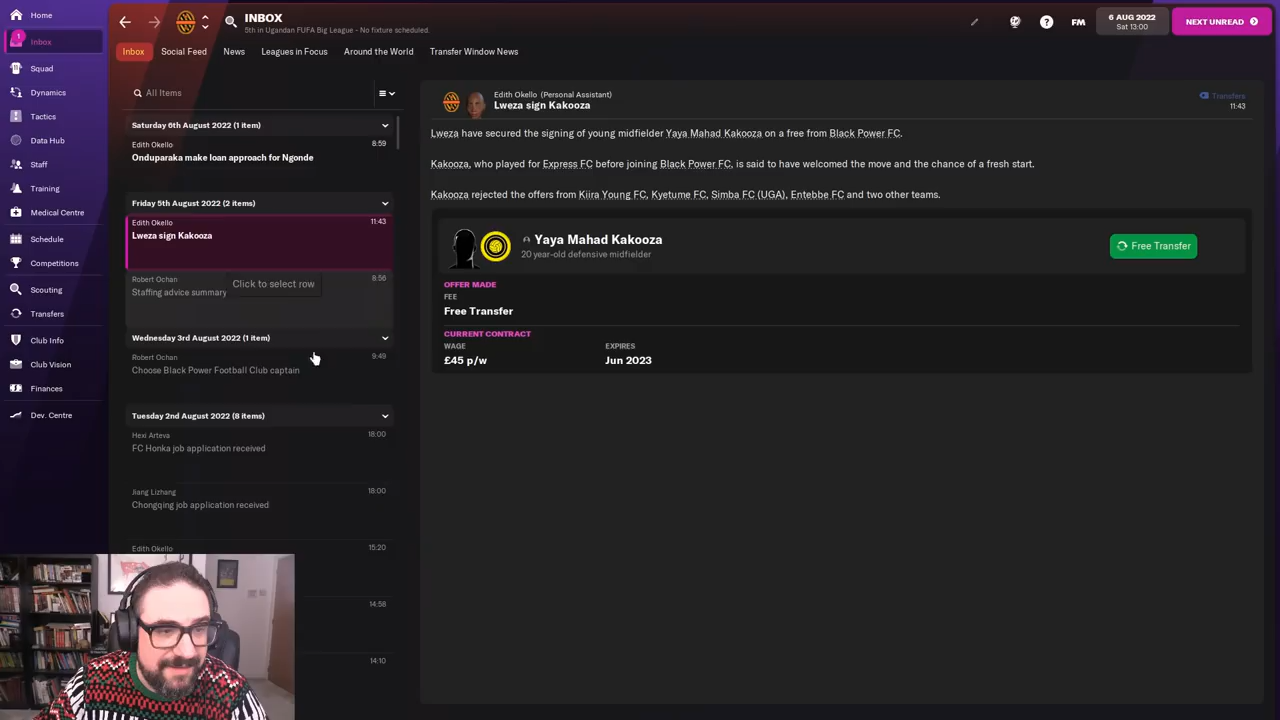 Home
1
Inbox
Squad
Dynamics
Tactics
Data Hub
Staff
Training
Medical Centre
Schedule
Competitions
Scouting
Transfers
Club Info
Club Vision
Finances
Dev. Centre
INBOX
5th in Ugandan FUFA Big League - No fixture scheduled.
FM
6 AUG 2022
Sat 13:00
NEXT UNREAD
Inbox
Social Feed
News
Leagues in Focus
Around the World
Transfer Window News
All Items
Saturday 6th August 2022 (1 item)
Edith Okello
8:59
Onduparaka make loan approach for Ngonde
Friday 5th August 2022 (2 items)
Edith Okello
11:43
Lweza sign Kakooza
Robert Ochan
8:56
Staffing advice summary
Click to select row
Wednesday 3rd August 2022 (1 item)
Robert Ochan
9:49
Choose Black Power Football Club captain
Tuesday 2nd August 2022 (8 items)
Hexi Arteva
18:00
FC Honka job application received
Jiang Lizhang
18:00
Chongqing job application received
Edith Okello
15:20
14:58
14:10
Edith Okello (Personal Assistant)
Lweza sign Kakooza
Transfers
11:43
Lweza have secured the signing of young midfielder Yaya Mahad Kakooza on a free from Black Power FC.
Kakooza, who played for Express FC before joining Black Power FC, is said to have welcomed the move and the chance of a fresh start.
Kakooza rejected the offers from Kiira Young FC, Kyetume FC, Simba FC (UGA), Entebbe FC and two other teams.
Yaya Mahad Kakooza
20 year-old defensive midfielder
Free Transfer
OFFER MADE
FEE
Free Transfer
CURRENT CONTRACT
WAGE
EXPIRES
£45 p/w
Jun 2023